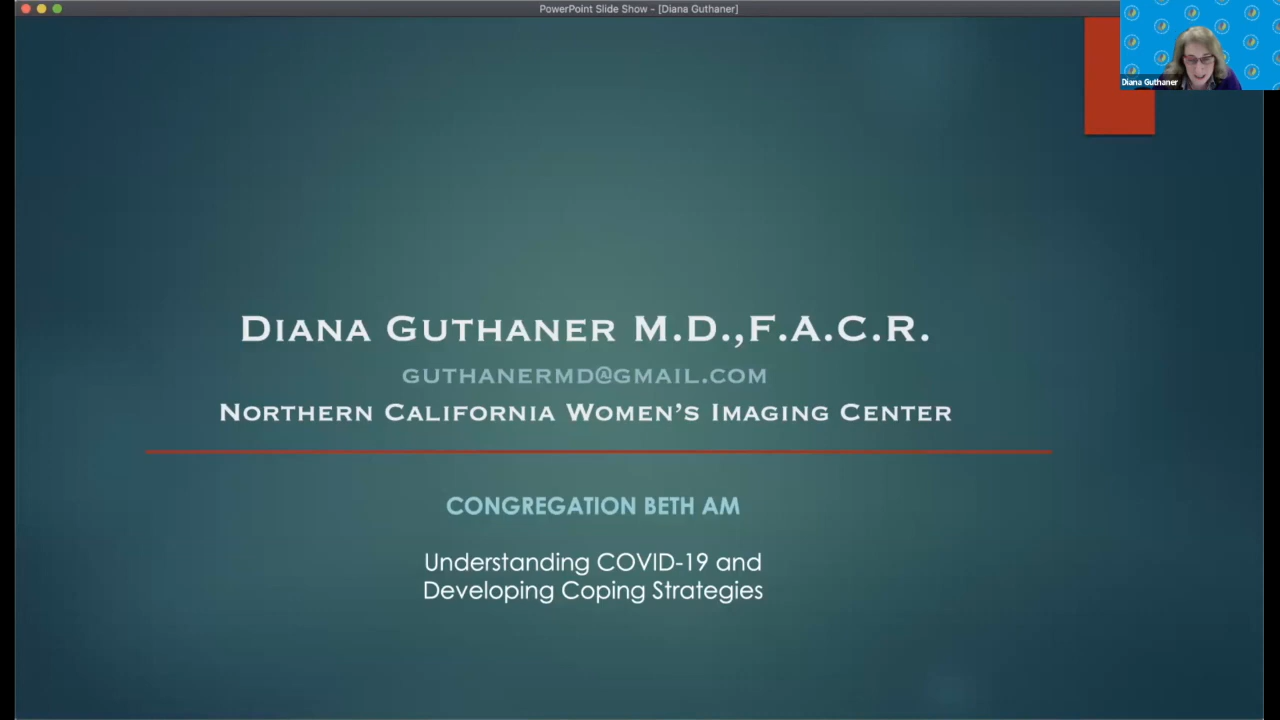 PowerPoint Slide Show - [Diana Guthaner]
Diana Guthaner
DIANA GUTHANER M.D.,F.A.C.R.
GUTHANERMD@GMAIL.COM
NORTHERN CALIFORNIA WOMEN'S IMAGING CENTER
CONGREGATION BETH AM
Understanding COVID-19 and
Developing Coping Strategies